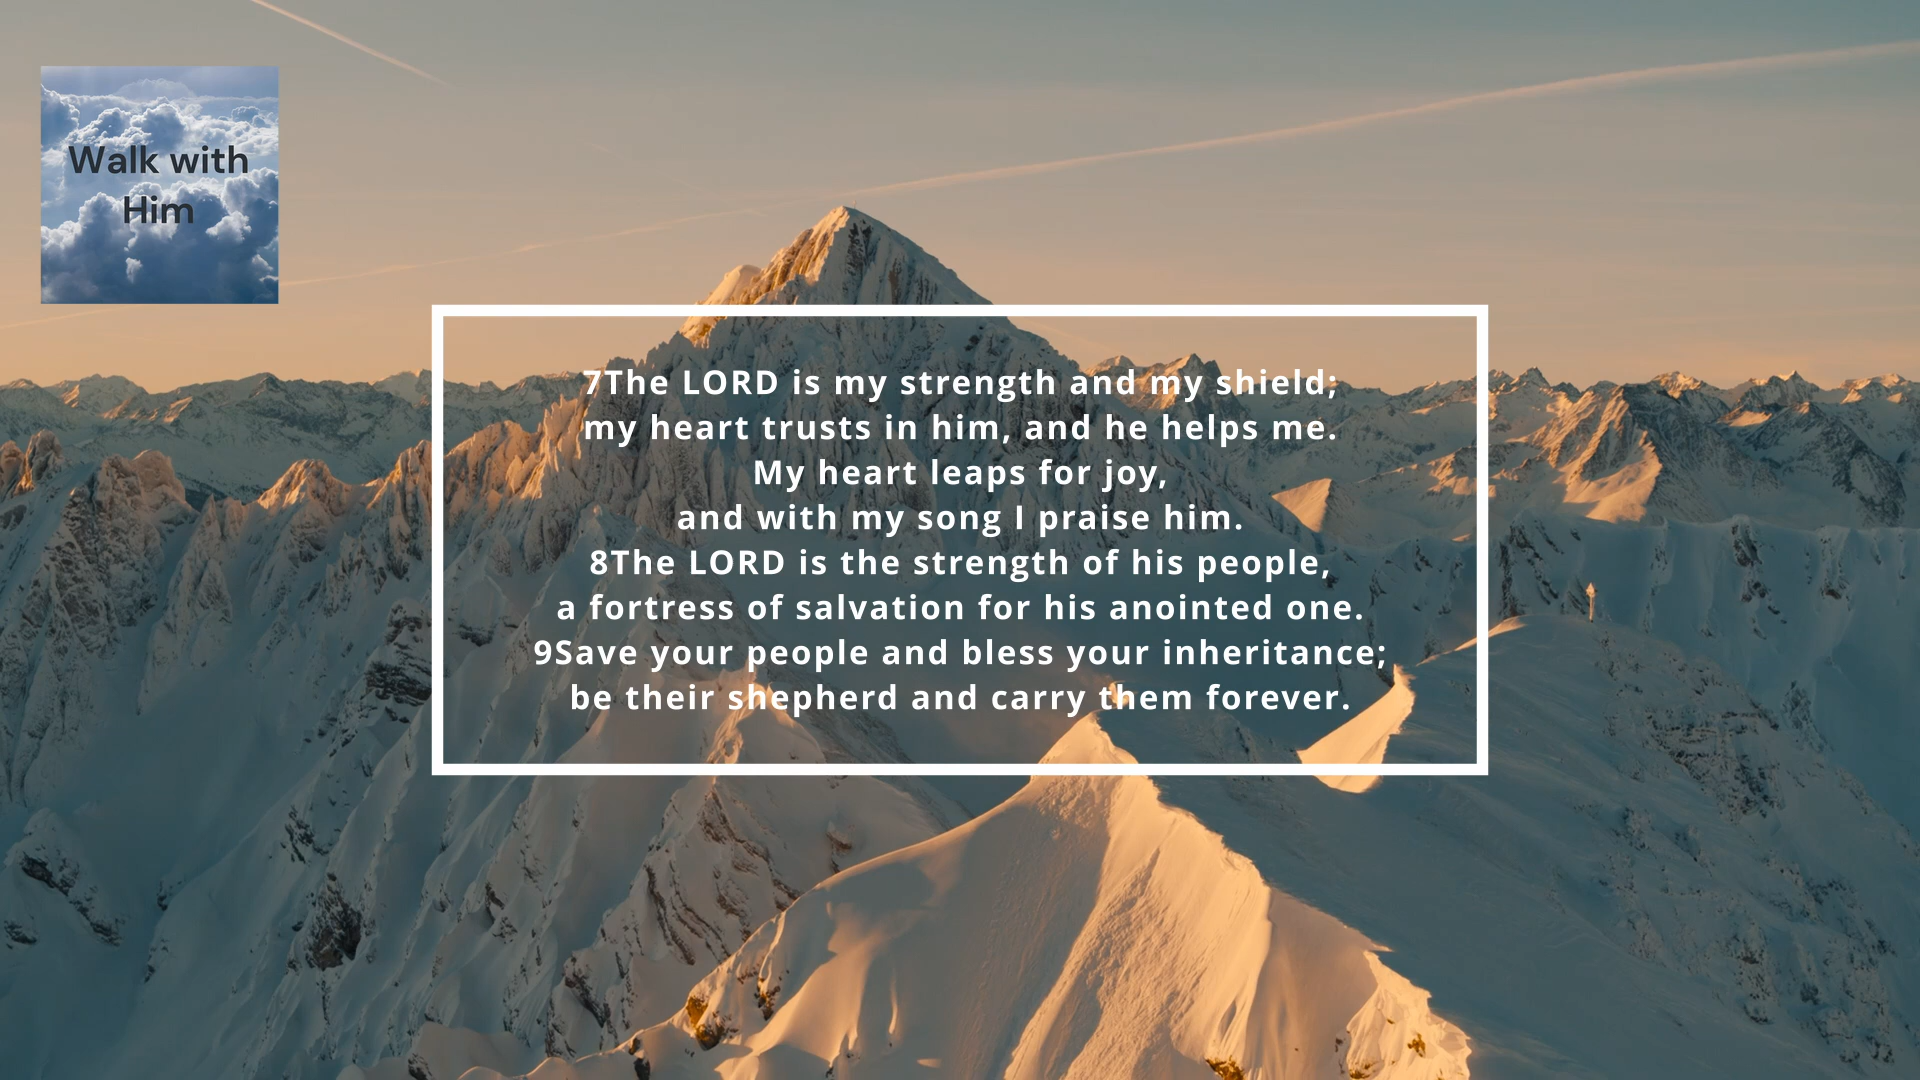 Walk with
Him
7The LORD is my strength and my shield;
my heart trusts in him, and he helps me.
My heart leaps for joy,
and with my song I praise him.
8The LORD is the strength of his people,
a fortress of salvation for his anointed one.
9Save your people and bless your inheritance;
be their shepherd and carry them forever.